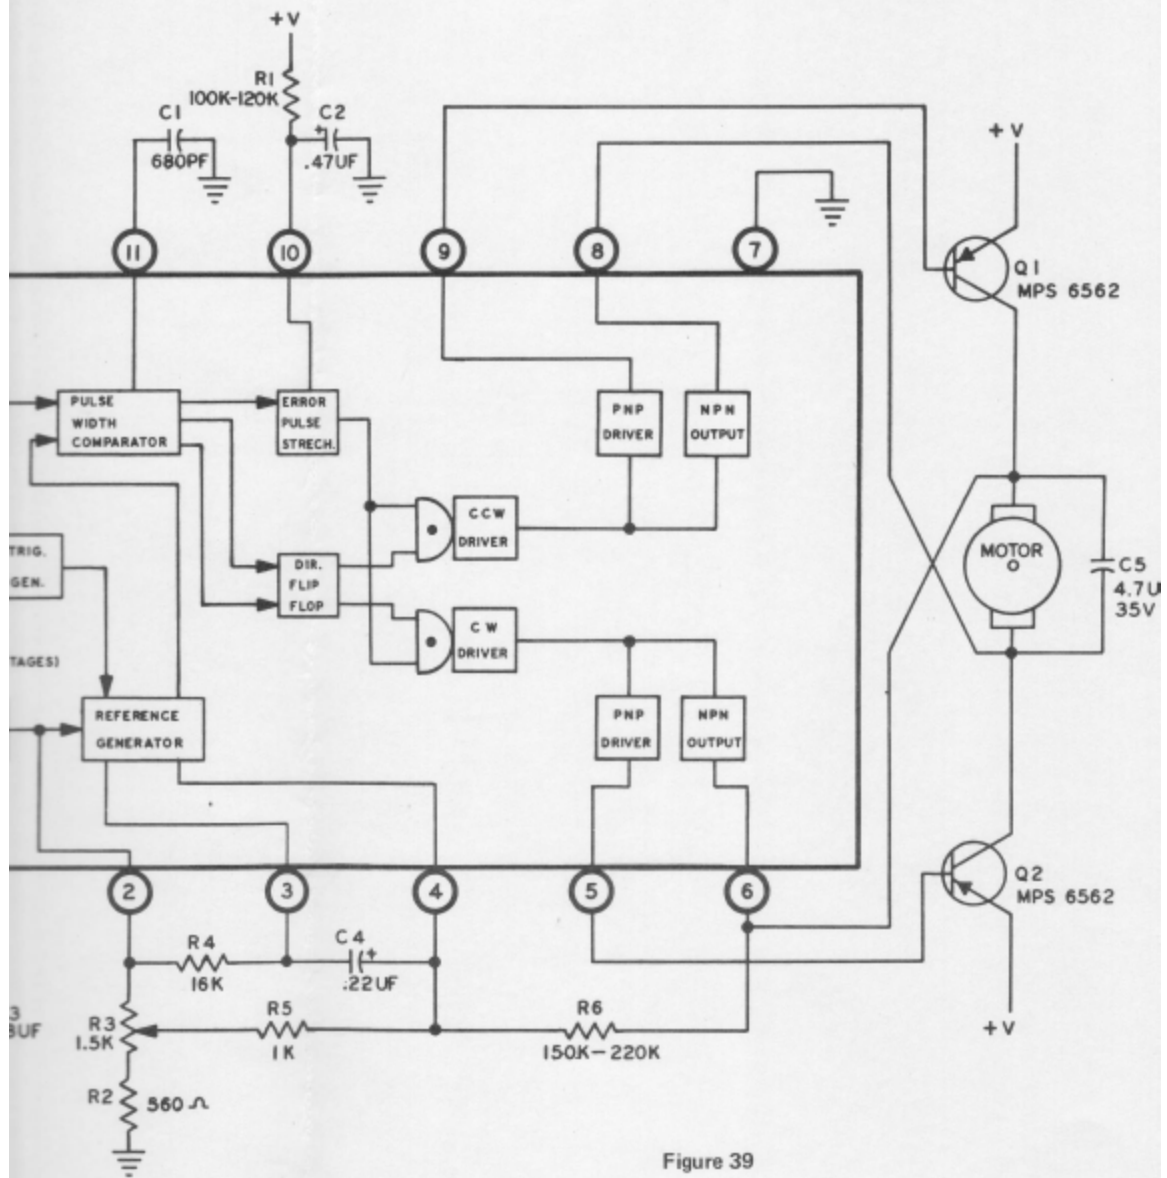 +V
R1
100K-120K
C1
680PF
C2
+
.47UF
+V
11
10
9
8
7
Q1
MPS 6562
PULSE
WIDTH
COMPARATOR
ERROR
PULSE
STRECH.
PNP
DRIVER
NPN
OUTPUT
CCW
DRIVER
TRIG.
GEN.
DIR.
FLIP
FLOP
MOTOR
C5
4.7U
35V
CW
DRIVER
TAGES)
REFERENCE
GENERATOR
PNP
DRIVER
NPN
OUTPUT
2
3
4
5
6
Q2
MPS 6562
R4
16K
C4
+
.22UF
3
UF
R3
1.5K
R5
1K
R6
150K-220K
+V
R2
560 Ω
Figure 39